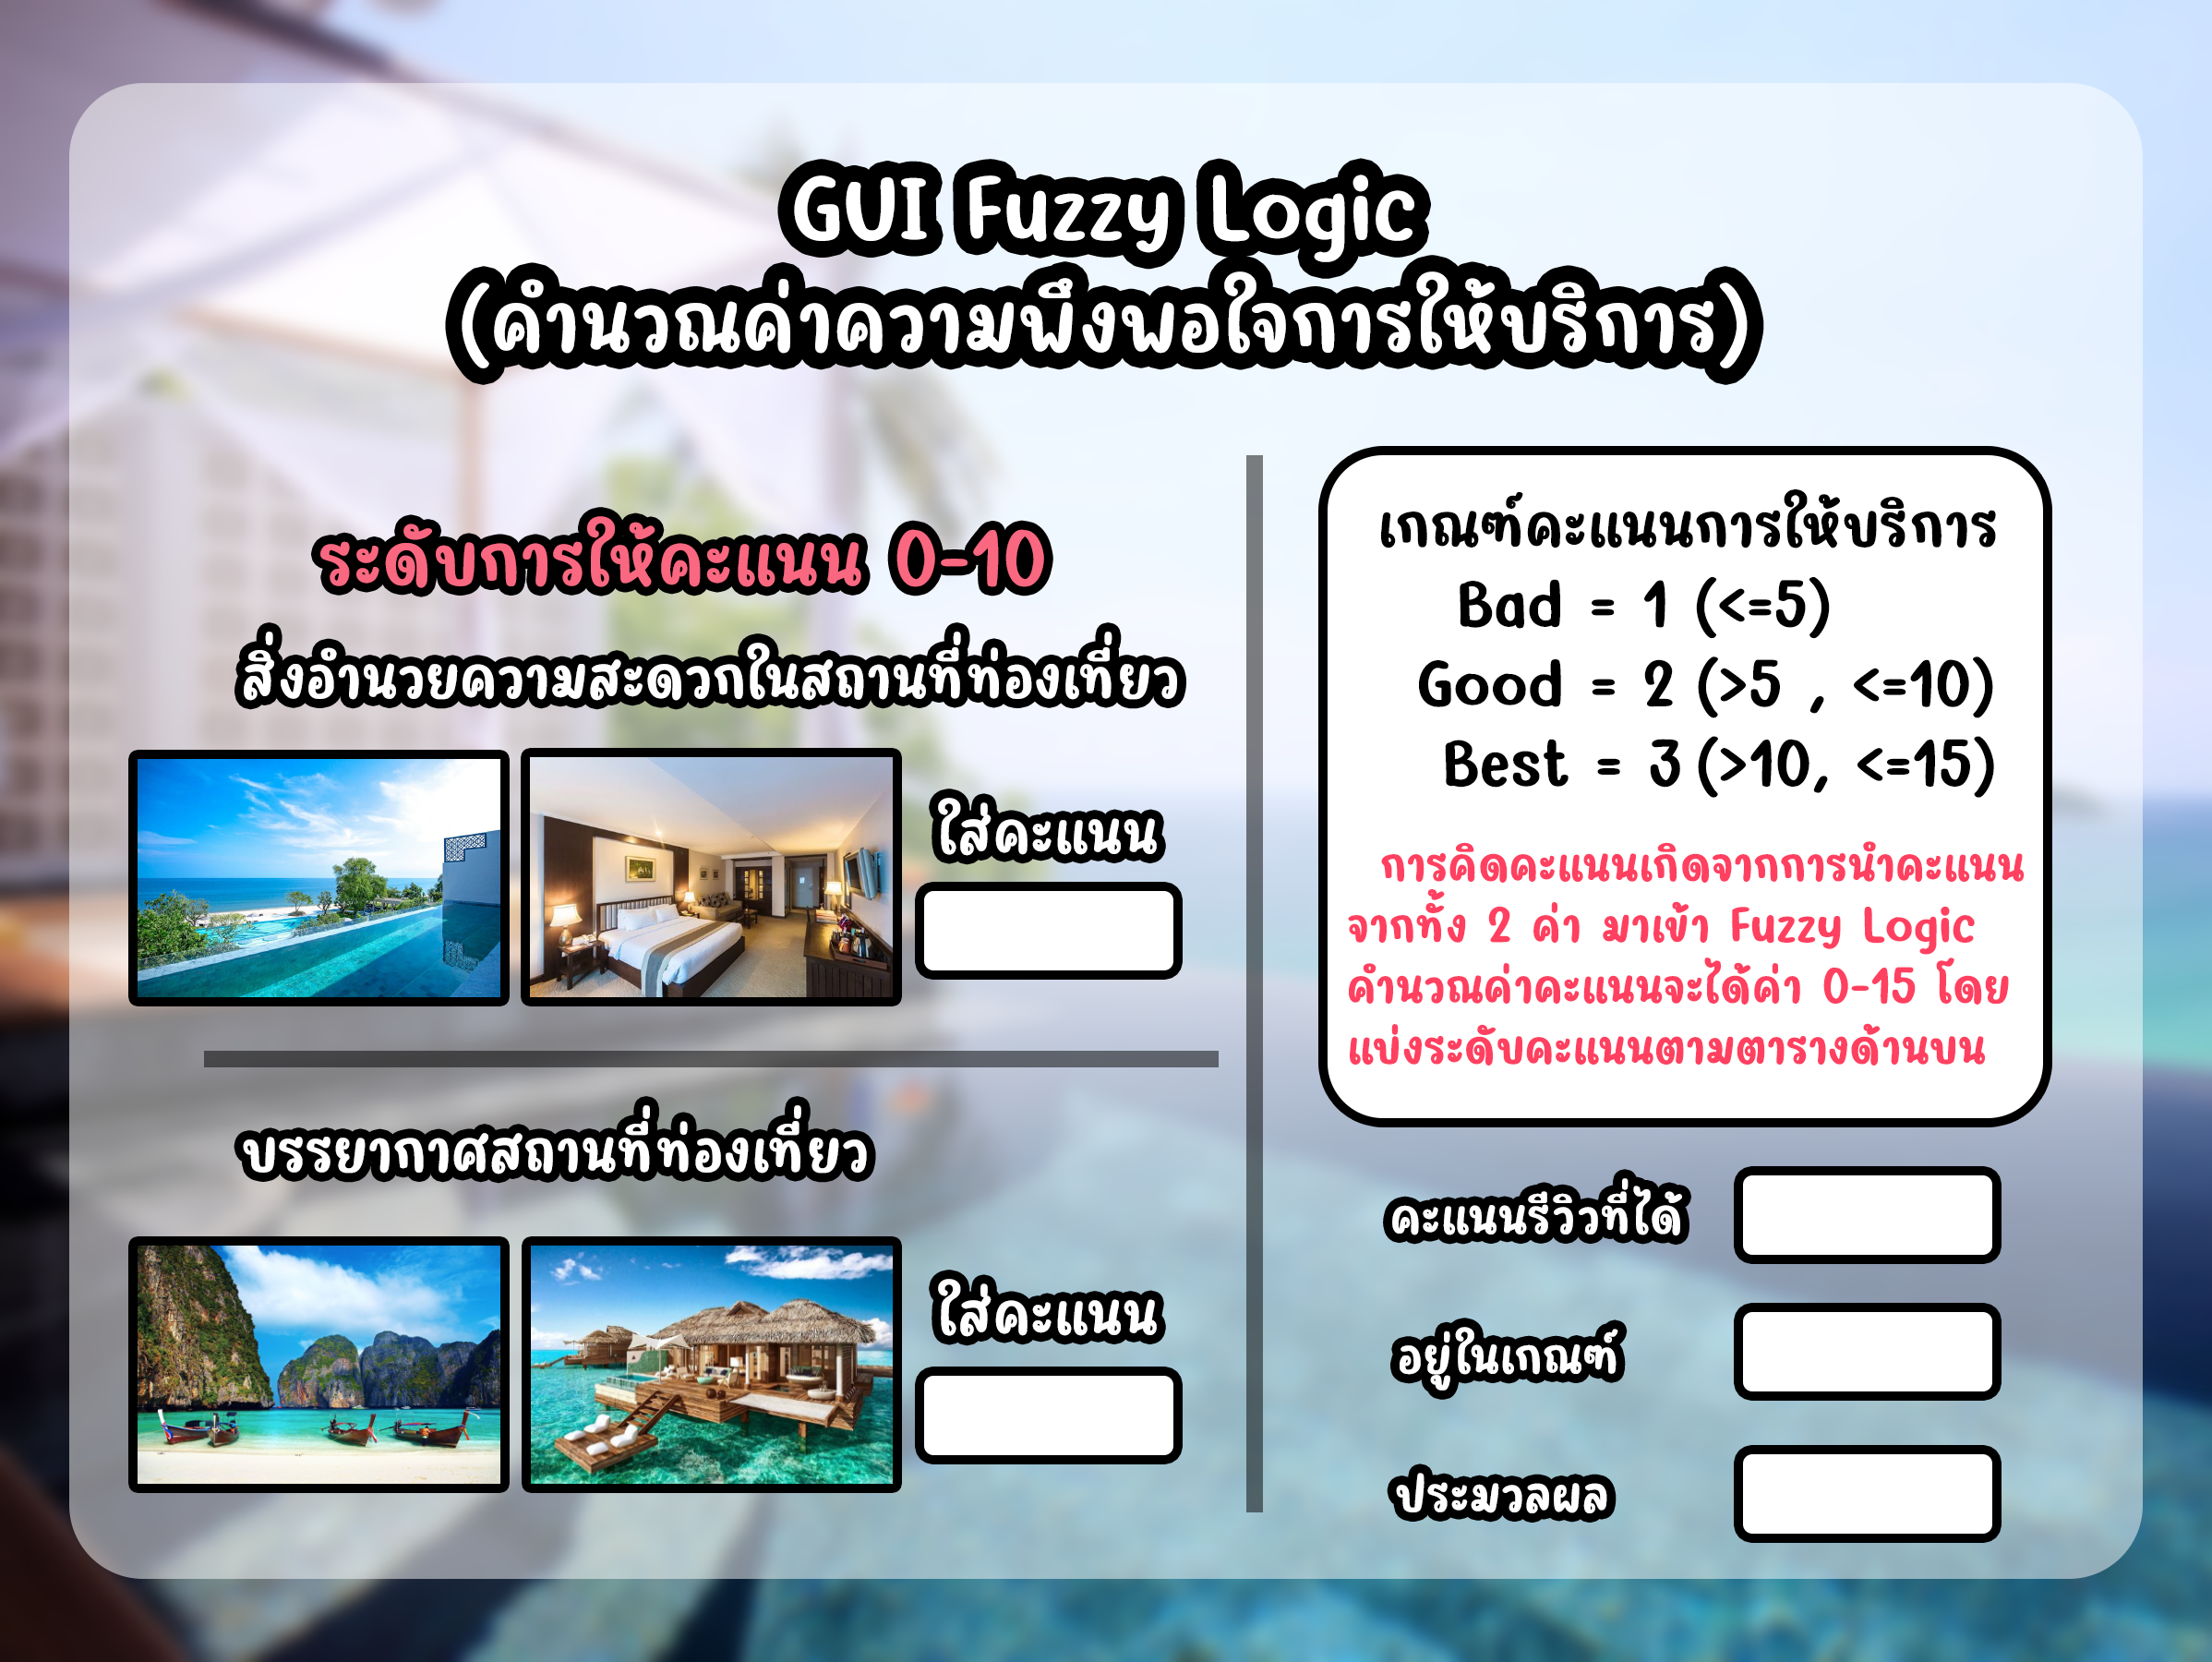 GUI Fuzzy Logic
(คำนวณค่าความพึงพอใจการให้บริการ)
ระดับการให้คะแนน 0-10
สิ่งอำนวยความสะดวกในสถานที่ท่องเที่ยว
ใส่คะแนน
บรรยากาศสถานที่ท่องเที่ยว
ใส่คะแนน
เกณฑ์คะแนนการให้บริการ
Bad = 1 (<=5)
Good = 2 (>5 , <=10)
Best = 3 (>10, <=15)
การคิดคะแนนเกิดจากการนำคะแนน
จากทั้ง 2 ค่า มาเข้า Fuzzy Logic
คำนวณค่าคะแนนจะได้ค่า 0-15 โดย
แบ่งระดับคะแนนตามตารางด้านบน
คะแนนรีวิวที่ได้
อยู่ในเกณฑ์
ประมวลผล